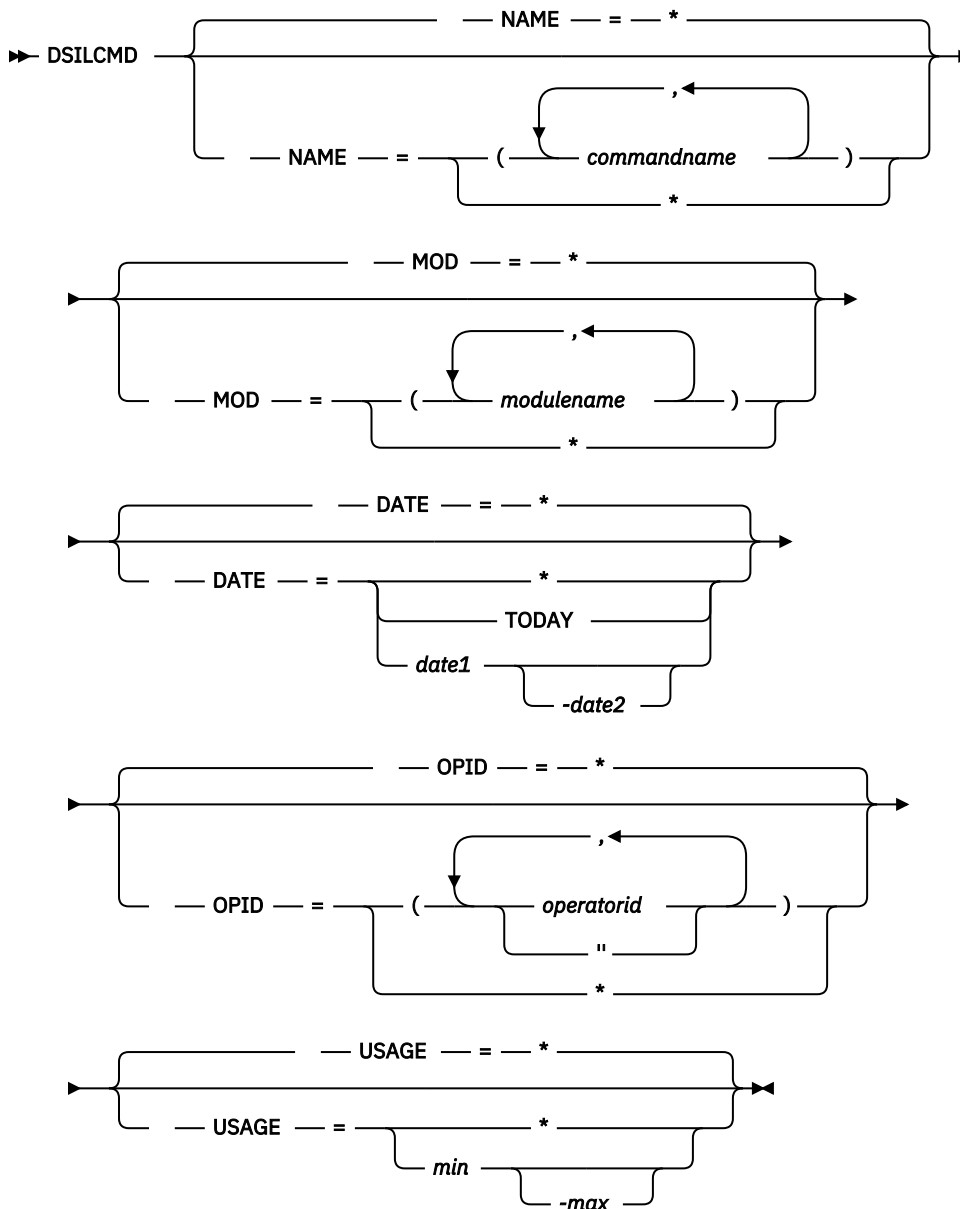 NAME = *
DSILCMD
,
NAME = ( commandname )
*
MOD = *
,
MOD = ( modulename )
*
DATE = *
DATE = *
TODAY
date1
-date2
OPID = *
,
OPID = ( operatorid )
"
*
USAGE = *
USAGE = *
min
-max